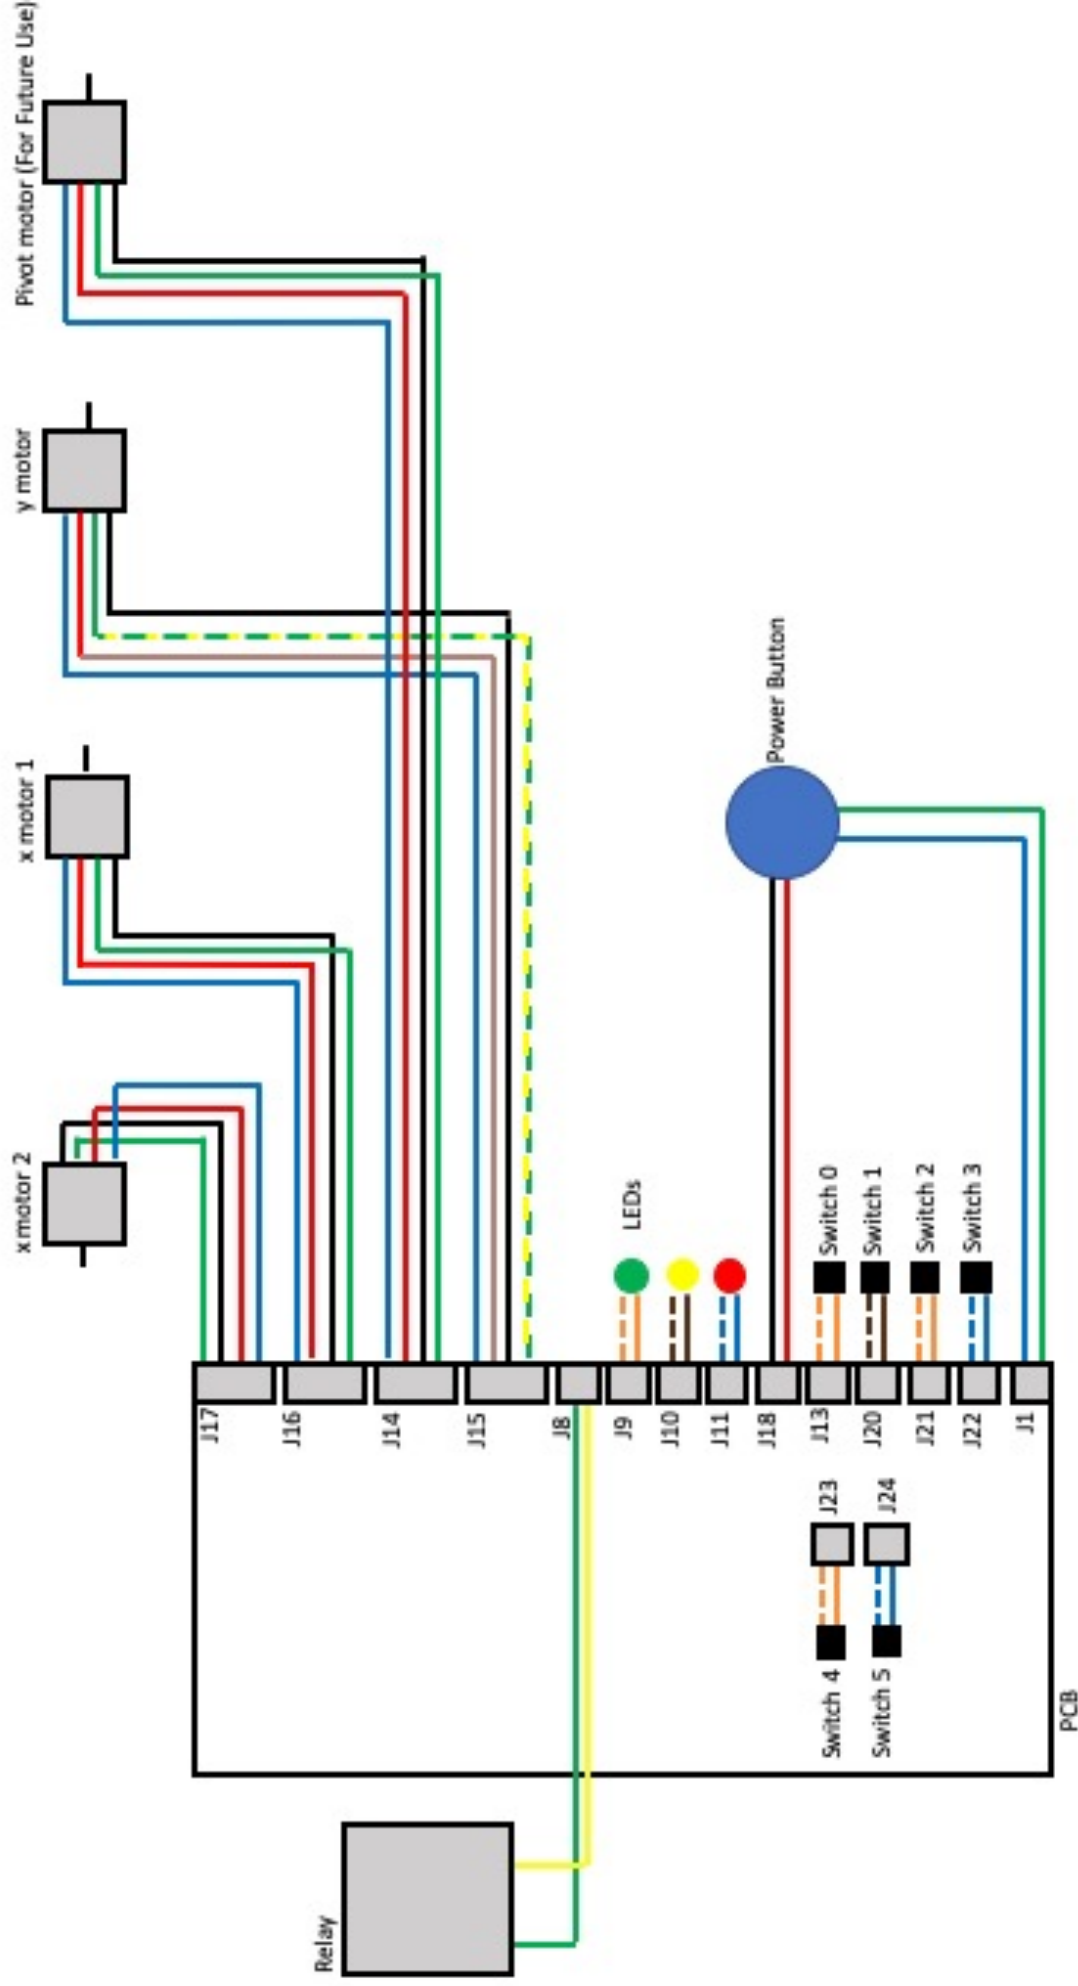 Pivot motor (For Future Use)
y motor
x motor 1
x motor 2
Power Button
LEDs
Switch 0
Switch 1
Switch 2
Switch 3
J17
J16
J14
J15
J8
J9
J10
J11
J18
J13
J20
J21
J22
J1
J23
J24
Switch 4
Switch 5
PCB
Relay